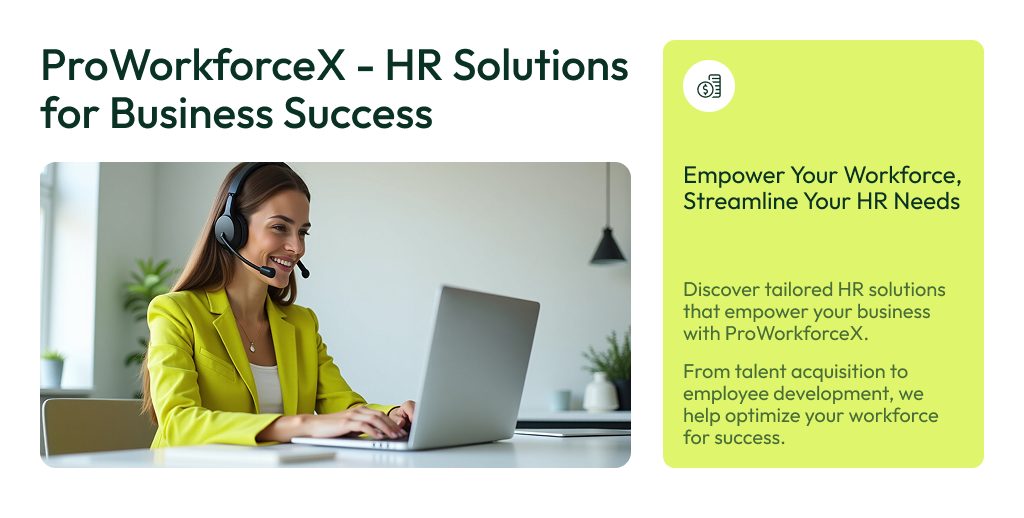 ProWorkforceX - HR Solutions
for Business Success
Empower Your Workforce,
Streamline Your HR Needs
Discover tailored HR solutions
that empower your business
with ProWorkforceX.
From talent acquisition to
employee development, we
help optimize your workforce
for success.